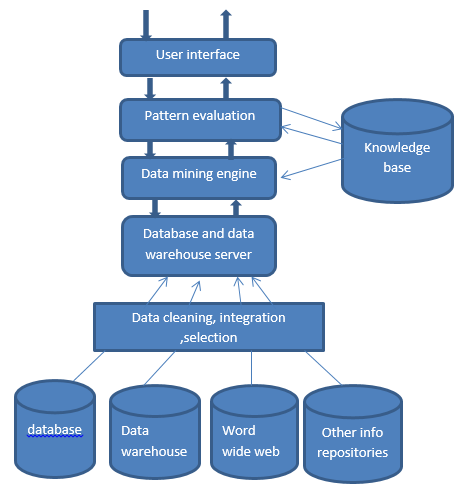 User interface
Pattern evaluation
Knowledge
base
Data mining engine
Database and data
warehouse server
Data cleaning, integration
,selection
database
Data
warehouse
Word
wide web
Other info
repositories